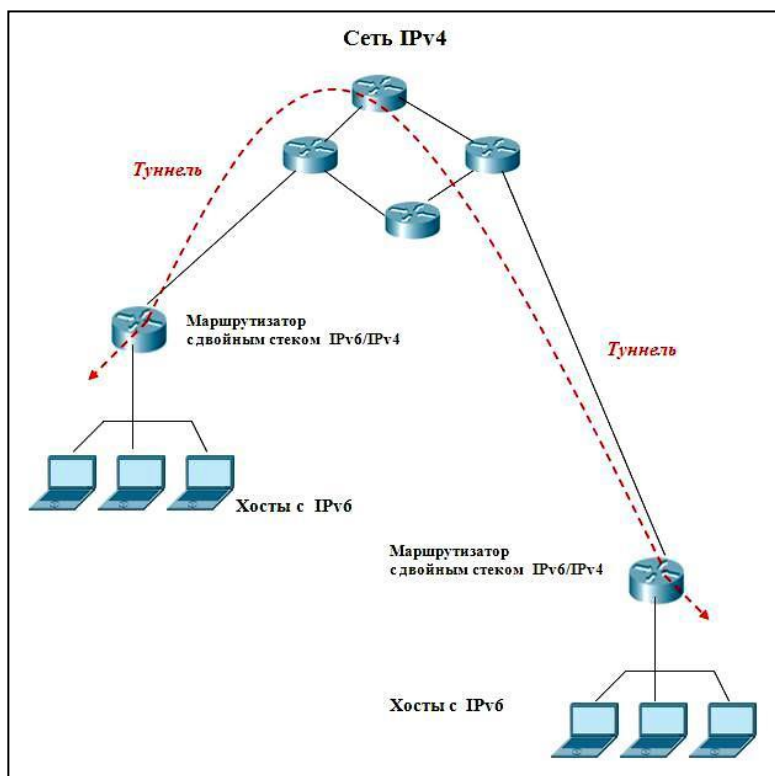 Сеть IPv4
Туннель
Маршрутизатор
с двойным стеком IPv6/IPv4
Туннель
Хосты с IPv6
Маршрутизатор
с двойным стеком IPv6/IPv4
Хосты с IPv6